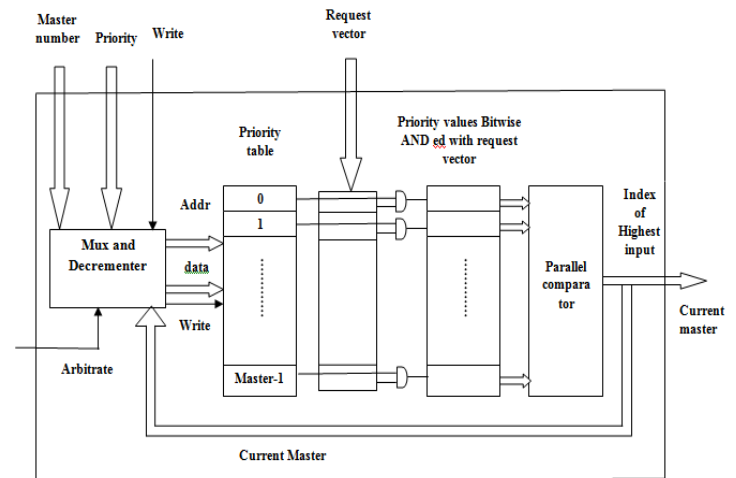 Master
number
Priority
Write
Request
vector
Priority
table
Priority values Bitwise
AND ed with request
vector
Addr
0
1
Index
of
Highest
input
Mux and
Decrementer
data
Parallel
compara
tor
Write
Current
master
Arbitrate
Master-1
Current Master